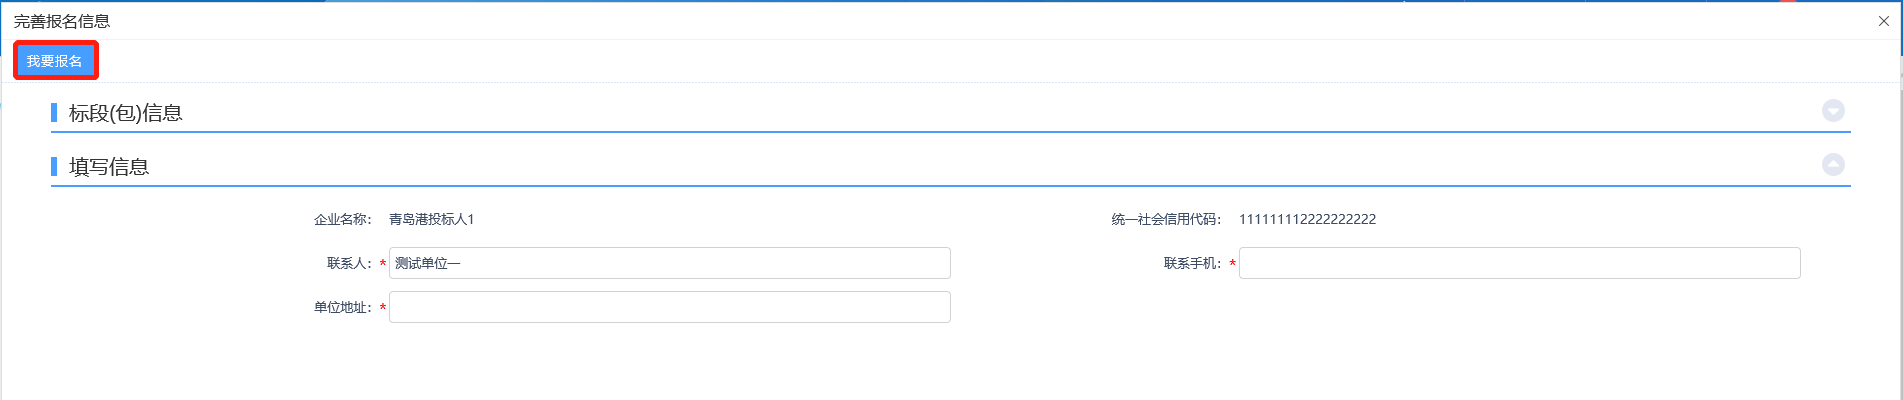 完善报名信息
我要报名
标段(包)信息
填写信息
企业名称： 青岛港投标人1 统一社会信用代码： 111111112222222222
联系人：* 测试单位一 联系手机：*
单位地址：*